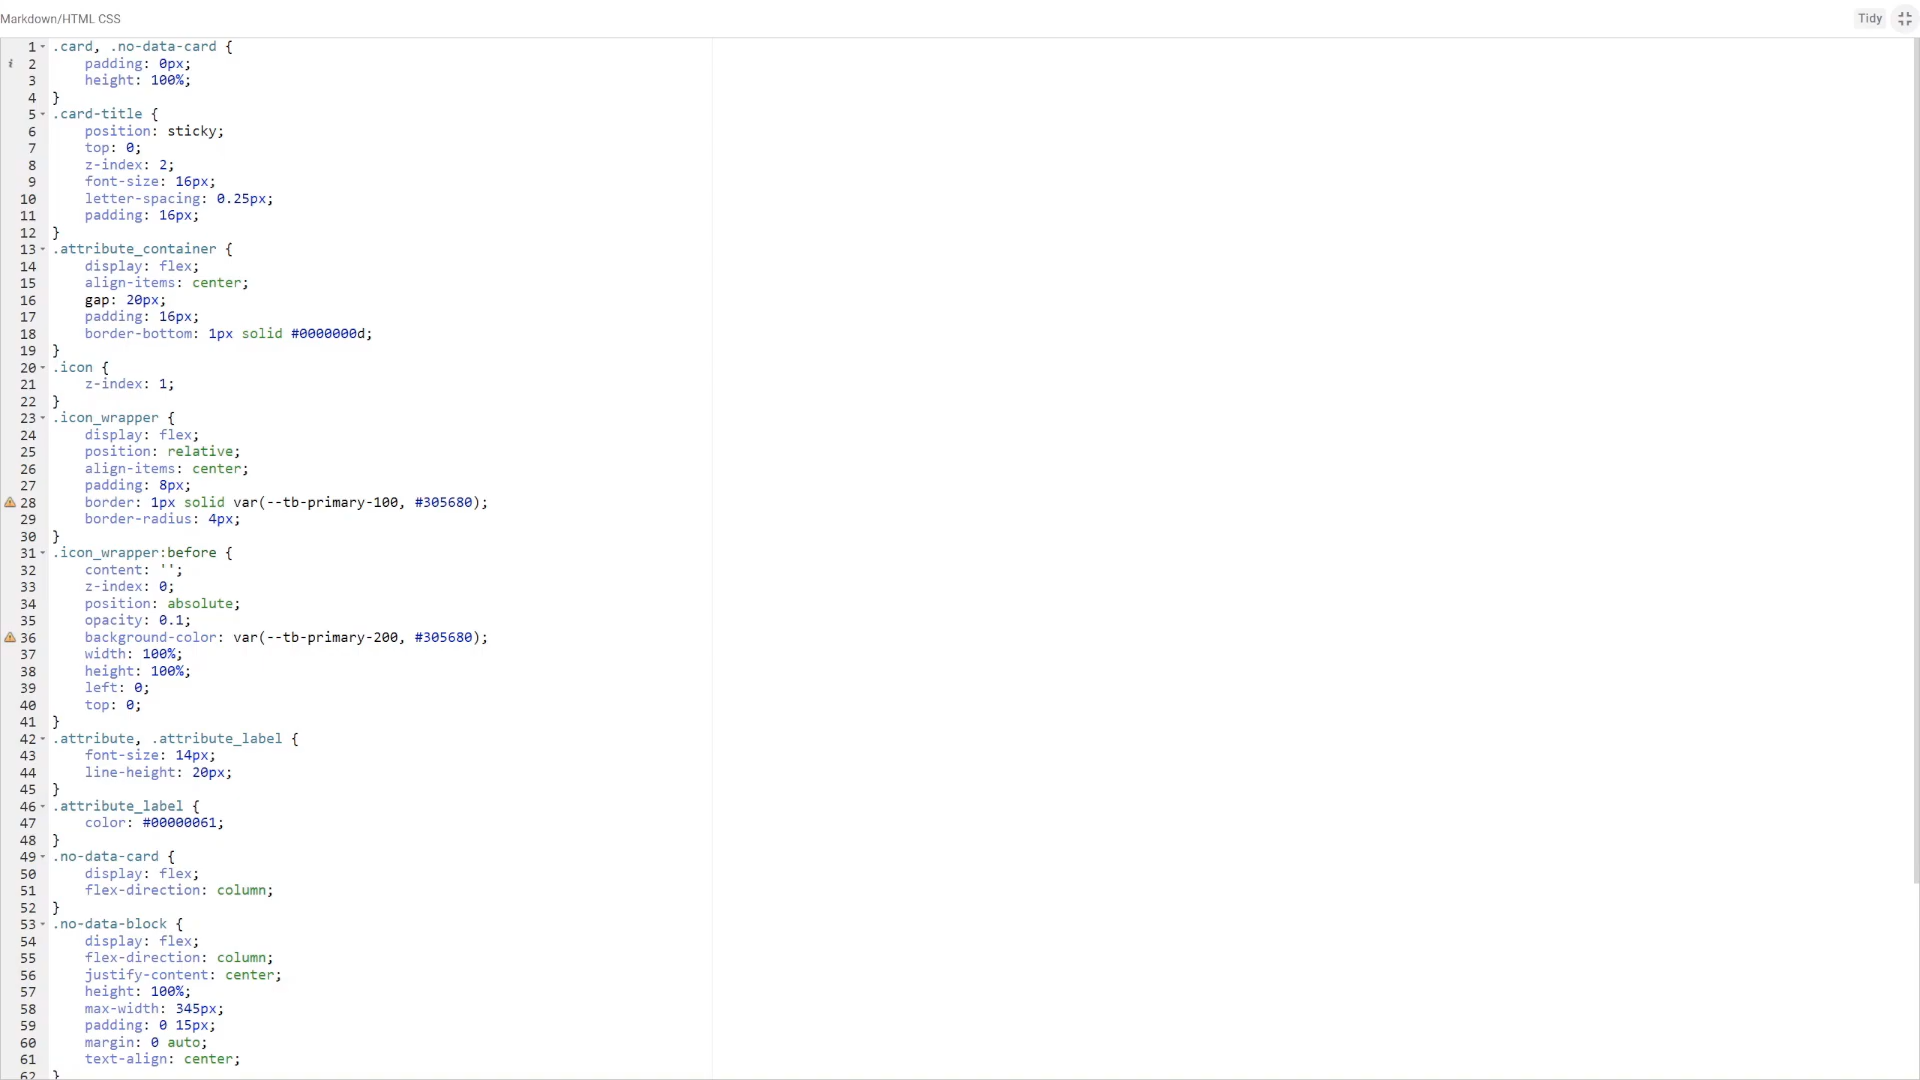 Markdown/HTML CSS
Tidy
1 .card, .no-data-card {
i 2     padding: 0px;
3     height: 100%;
4 }
5 .card-title {
6     position: sticky;
7     top: 0;
8     z-index: 2;
9     font-size: 16px;
10     letter-spacing: 0.25px;
11     padding: 16px;
12 }
13 .attribute_container {
14     display: flex;
15     align-items: center;
16     gap: 20px;
17     padding: 16px;
18     border-bottom: 1px solid #0000000d;
19 }
20 .icon {
21     z-index: 1;
22 }
23 .icon_wrapper {
24     display: flex;
25     position: relative;
26     align-items: center;
27     padding: 8px;
28     border: 1px solid var(--tb-primary-100, #305680);
29     border-radius: 4px;
30 }
31 .icon_wrapper:before {
32     content: '';
33     z-index: 0;
34     position: absolute;
35     opacity: 0.1;
36     background-color: var(--tb-primary-200, #305680);
37     width: 100%;
38     height: 100%;
39     left: 0;
40     top: 0;
41 }
42 .attribute, .attribute_label {
43     font-size: 14px;
44     line-height: 20px;
45 }
46 .attribute_label {
47     color: #00000061;
48 }
49 .no-data-card {
50     display: flex;
51     flex-direction: column;
52 }
53 .no-data-block {
54     display: flex;
55     flex-direction: column;
56     justify-content: center;
57     height: 100%;
58     max-width: 345px;
59     padding: 0 15px;
60     margin: 0 auto;
61     text-align: center;
62 }